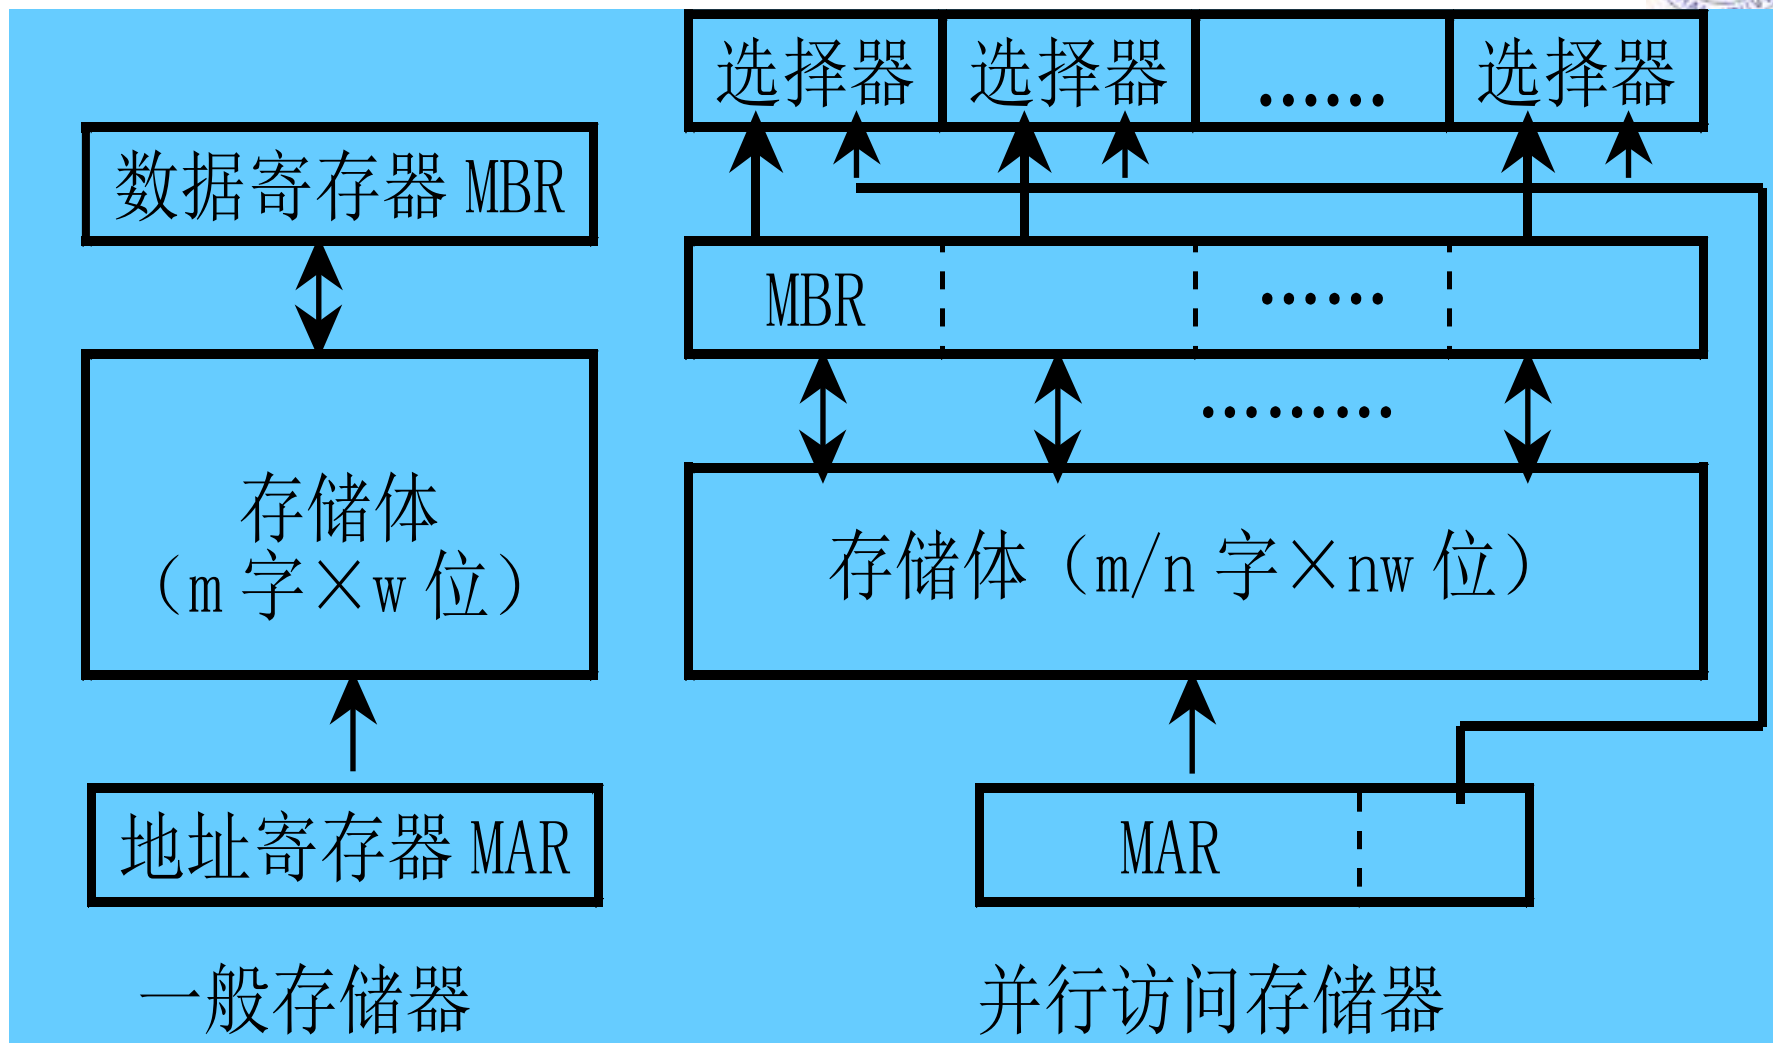 数据寄存器 MBR
存储体
（m 字×w 位）
地址寄存器 MAR
一般存储器
选择器 选择器 …… 选择器
MBR ……
………
存储体（m/n 字×nw 位）
MAR
并行访问存储器